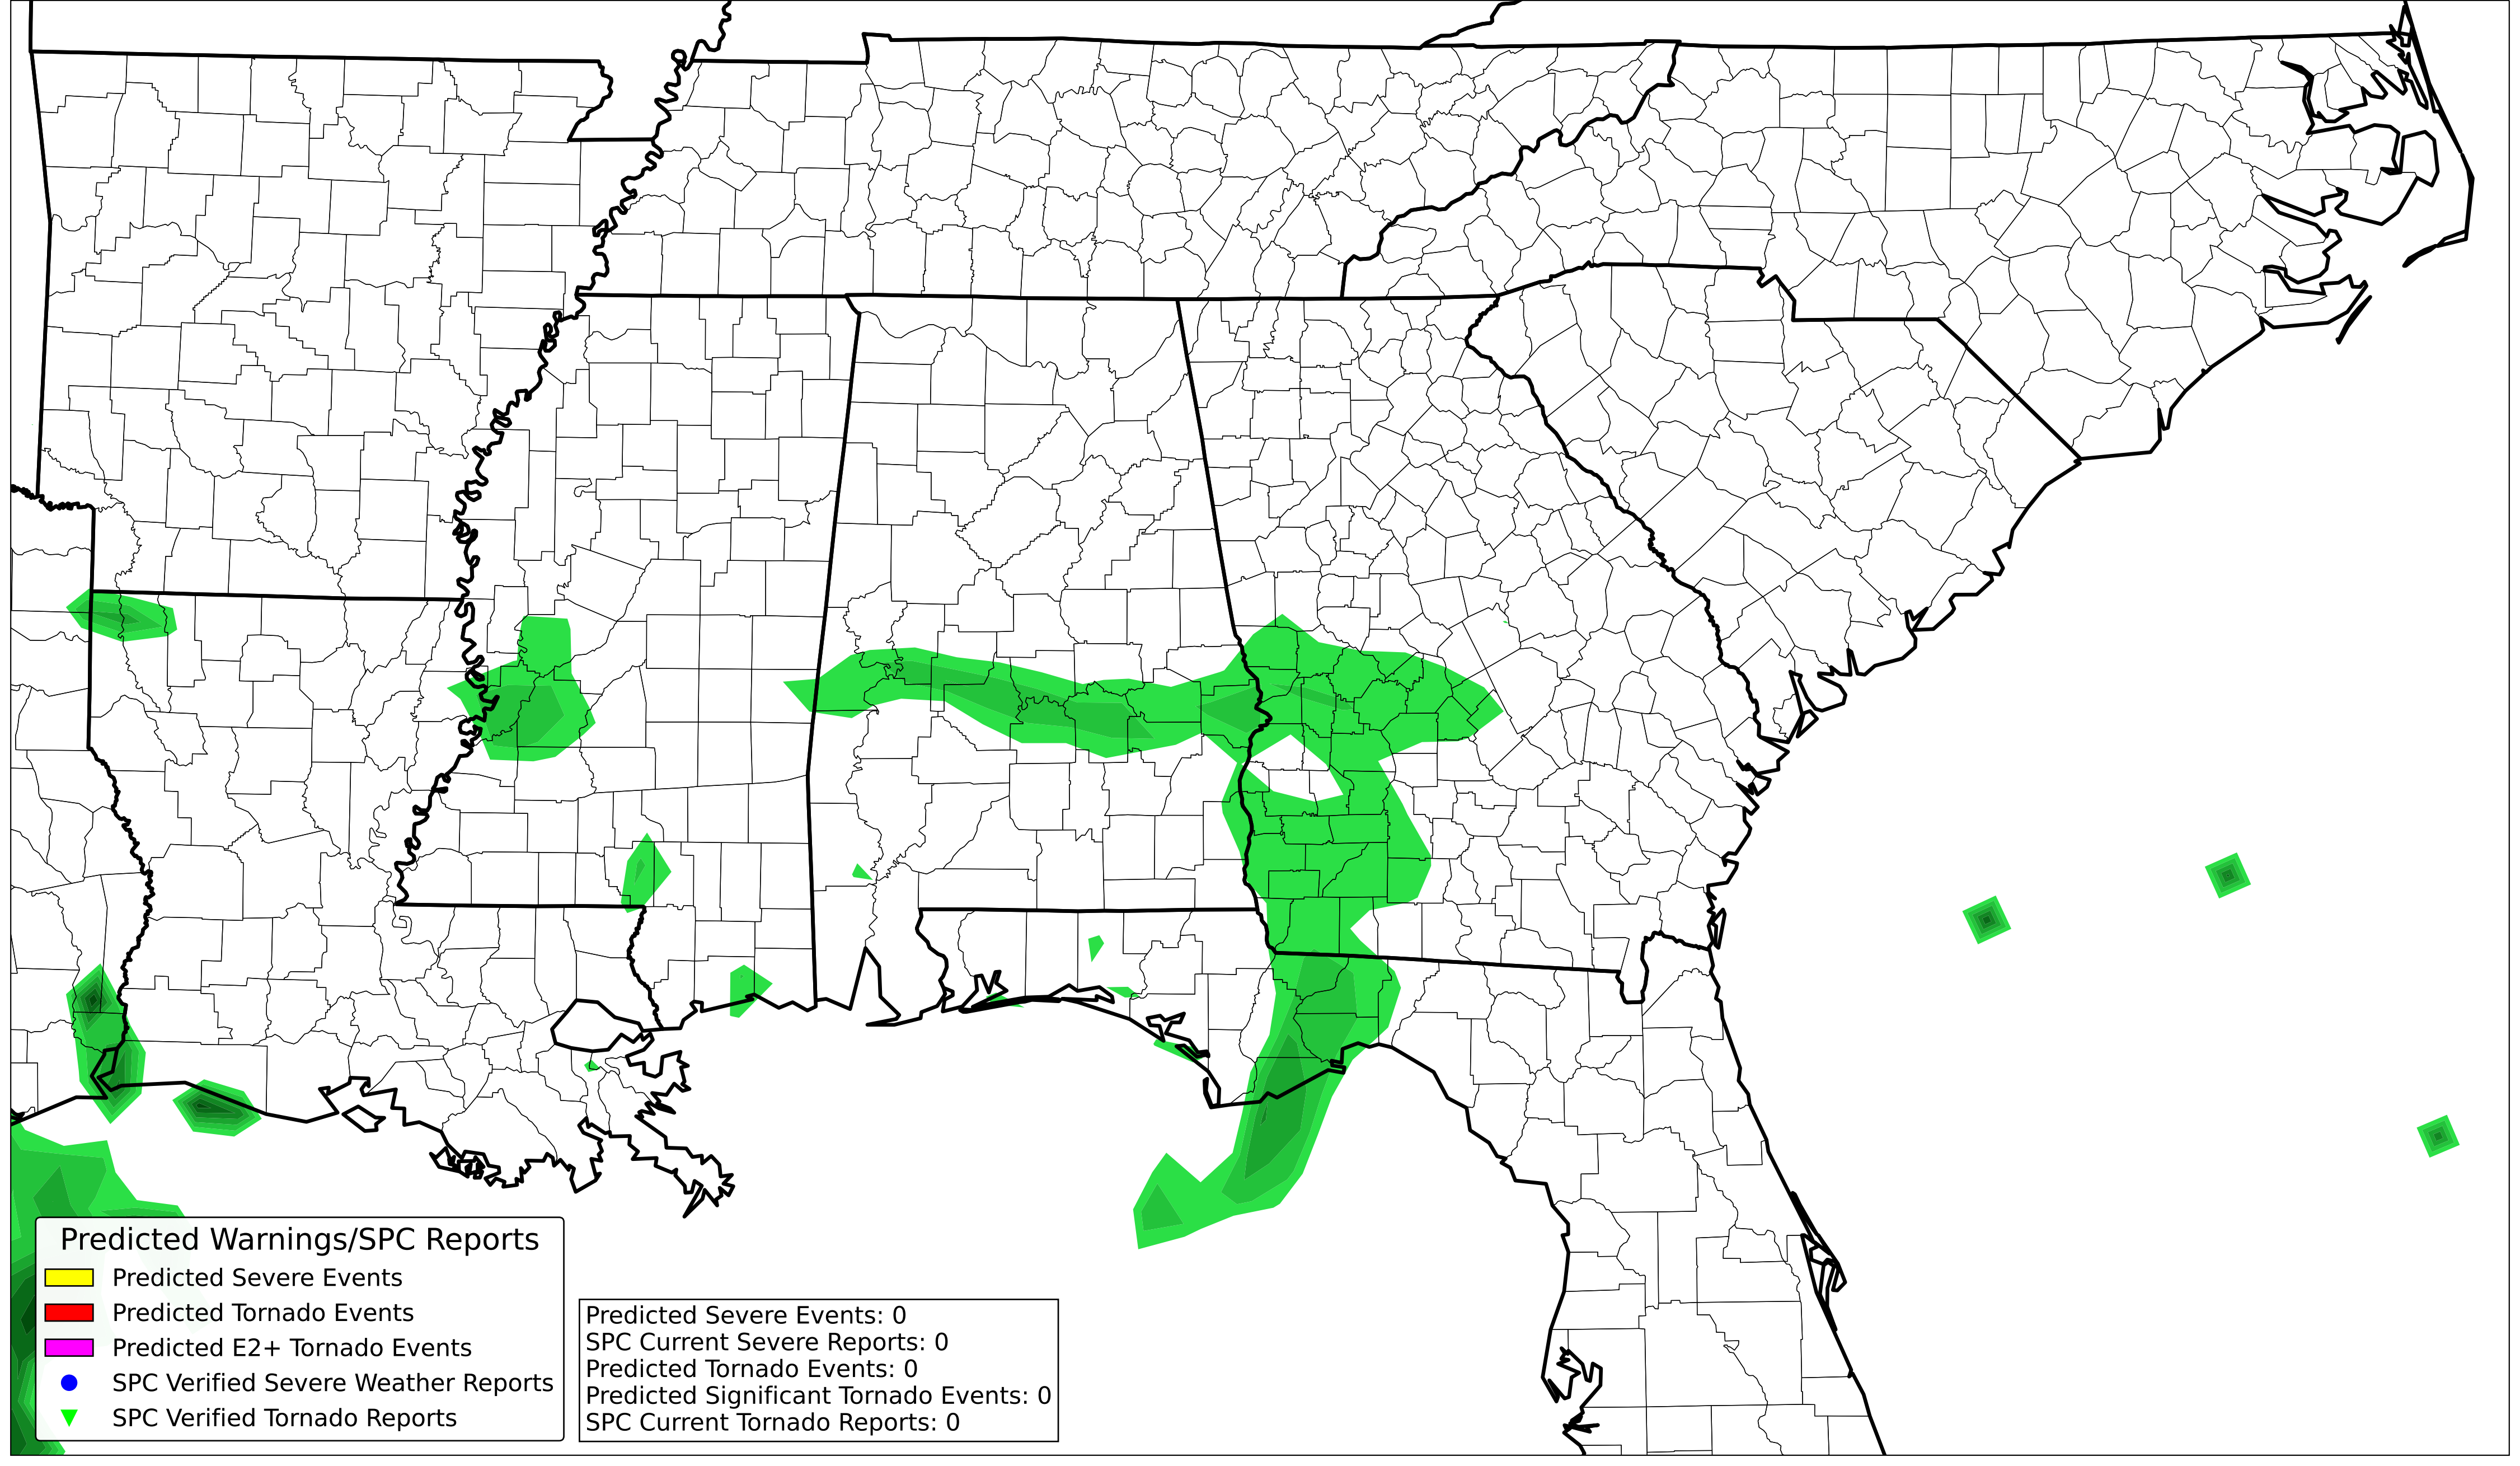 Predicted Warnings/SPC Reports
Predicted Severe Events
Predicted Tornado Events
Predicted E2+ Tornado Events
SPC Verified Severe Weather Reports
SPC Verified Tornado Reports
Predicted Severe Events: 0
SPC Current Severe Reports: 0
Predicted Tornado Events: 0
Predicted Significant Tornado Events: 0
SPC Current Tornado Reports: 0